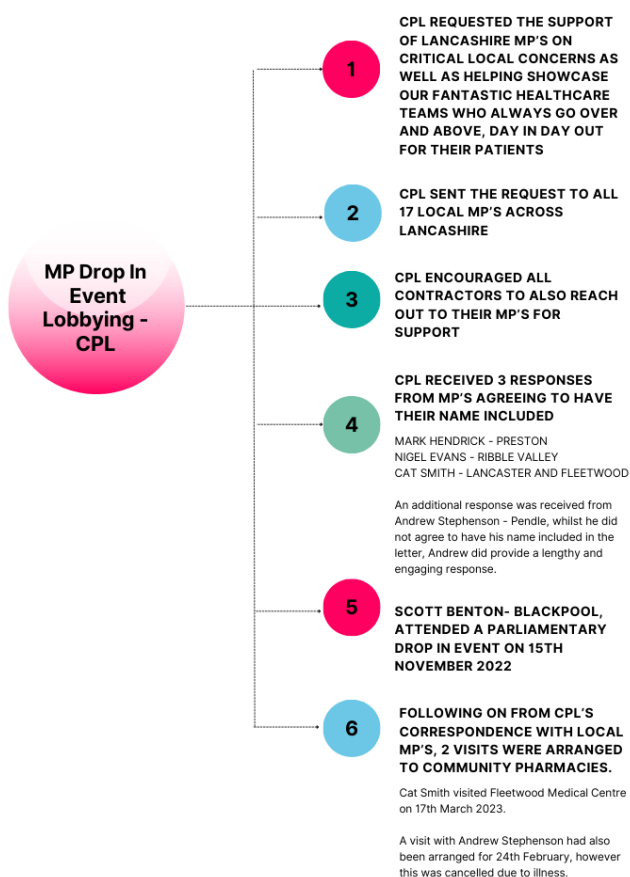 MP Drop In
Event
Lobbying -
CPL
1
CPL REQUESTED THE SUPPORT
OF LANCASHIRE MP'S ON
CRITICAL LOCAL CONCERNS AS
WELL AS HELPING SHOWCASE
OUR FANTASTIC HEALTHCARE
TEAMS WHO ALWAYS GO OVER
AND ABOVE, DAY IN DAY OUT
FOR THEIR PATIENTS
2
CPL SENT THE REQUEST TO ALL
17 LOCAL MP'S ACROSS
LANCASHIRE
3
CPL ENCOURAGED ALL
CONTRACTORS TO ALSO REACH
OUT TO THEIR MP'S FOR
SUPPORT
4
CPL RECEIVED 3 RESPONSES
FROM MP'S AGREEING TO HAVE
THEIR NAME INCLUDED
MARK HENDRICK - PRESTON
NIGEL EVANS - RIBBLE VALLEY
CAT SMITH - LANCASTER AND FLEETWOOD
An additional response was received from
Andrew Stephenson - Pendle, whilst he did
not agree to have his name included in the
letter, Andrew did provide a lengthy and
engaging response.
5
SCOTT BENTON- BLACKPOOL,
ATTENDED A PARLIAMENTARY
DROP IN EVENT ON 15TH
NOVEMBER 2022
6
FOLLOWING ON FROM CPL'S
CORRESPONDENCE WITH LOCAL
MP'S, 2 VISITS WERE ARRANGED
TO COMMUNITY PHARMACIES.
Cat Smith visited Fleetwood Medical Centre
on 17th March 2023.
A visit with Andrew Stephenson had also
been arranged for 24th February, however
this was cancelled due to illness.